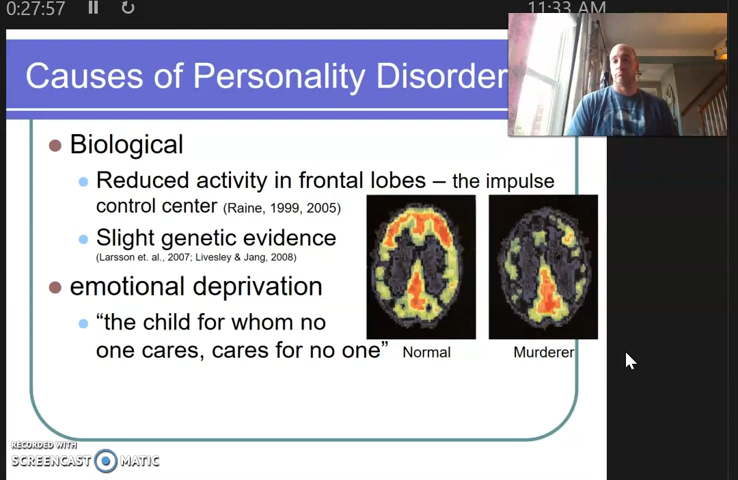 0:27:57
11:33 AM
Causes of Personality Disorder
Biological
Reduced activity in frontal lobes – the impulse
control center (Raine, 1999, 2005)
Slight genetic evidence
(Larsson et. al., 2007; Livesley & Jang, 2008)
emotional deprivation
“the child for whom no
one cares, cares for no one”
Normal
Murderer
RECORDED WITH
SCREENCAST MATIC